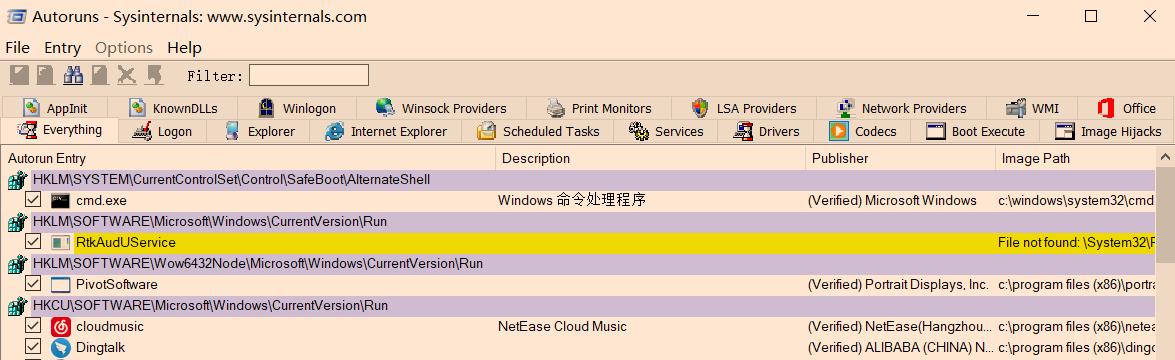 Autoruns - Sysinternals: www.sysinternals.com
File Entry Options Help
Filter:
AppInit KnownDLLs Winlogon Winsock Providers Print Monitors LSA Providers Network Providers WMI Office
Everything Logon Explorer Internet Explorer Scheduled Tasks Services Drivers Codecs Boot Execute Image Hijacks
Autorun Entry Description Publisher Image Path
HKLM\SYSTEM\CurrentControlSet\Control\SafeBoot\AlternateShell
cmd.exe Windows 命令处理程序 (Verified) Microsoft Windows c:\windows\system32\cmd
HKLM\SOFTWARE\Microsoft\Windows\CurrentVersion\Run
RtkAudUService File not found: \System32\F
HKLM\SOFTWARE\Wow6432Node\Microsoft\Windows\CurrentVersion\Run
PivotSoftware (Verified) Portrait Displays, Inc. c:\program files (x86)\portra
HKCU\SOFTWARE\Microsoft\Windows\CurrentVersion\Run
cloudmusic NetEase Cloud Music (Verified) NetEase(Hangzhou... c:\program files (x86)\netea
Dingtalk (Verified) ALIBABA (CHINA) N... c:\program files (x86)\dingc